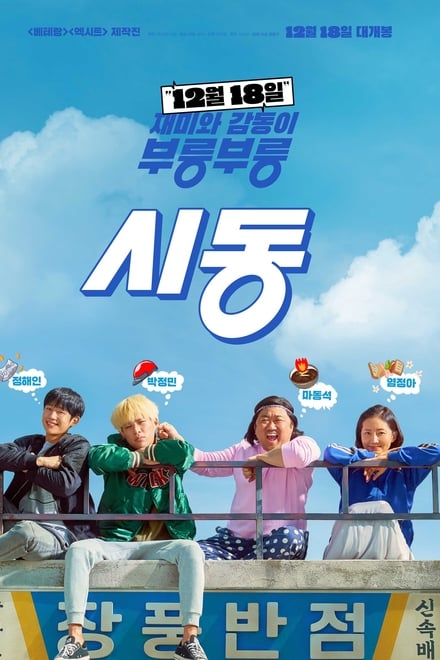 <베테랑><엑시트> 제작진
12월 18일 대개봉
"12월 18일"
재미와 감동이
부릉부릉
시동
정해인
박정민
마동석
염정아
장풍반점
신속배